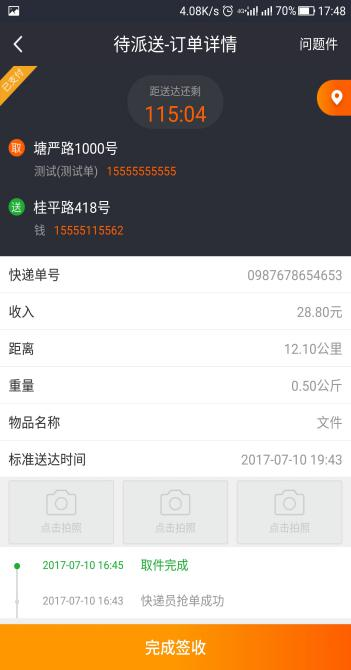 4.08K/s 70% 17:48
待派送-订单详情
问题件
已支付
距送达还剩
115:04
取 塘严路1000号
测试(测试单) 15555555555
送 桂平路418号
钱 15555115562
快递单号 0987678654653
收入 28.80元
距离 12.10公里
重量 0.50公斤
物品名称 文件
标准送达时间 2017-07-10 19:43
点击拍照 点击拍照 点击拍照
2017-07-10 16:45 取件完成
2017-07-10 16:43 快递员抢单成功
完成签收